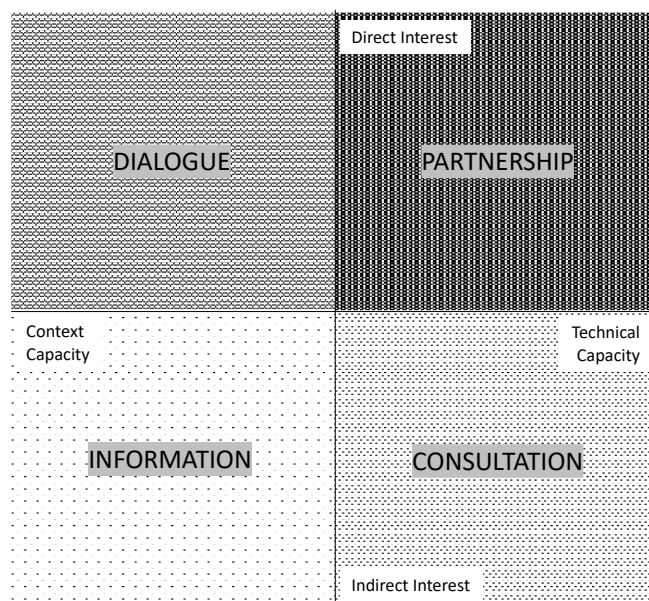 Direct Interest
DIALOGUE
PARTNERSHIP
Context
Capacity
Technical
Capacity
INFORMATION
CONSULTATION
Indirect Interest